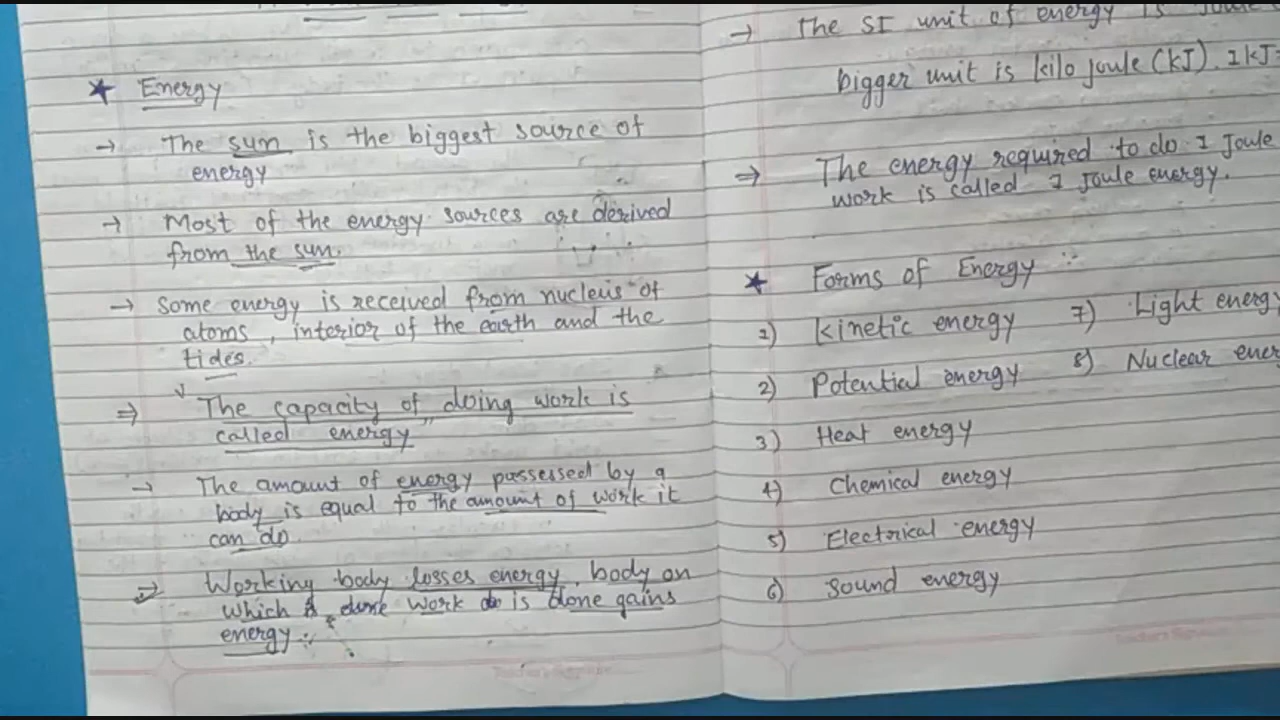 ★ Energy
→ The sun is the biggest source of
energy
→ Most of the energy sources are derived
from the sun.
→ Some energy is received from nucleus of
atoms, interior of the earth and the
tides.
⇒ The capacity of doing work is
called energy"
→ The amount of energy possessed by a
body is equal to the amount of work it
can do.
⇒ Working body losses energy, body on
which work is done gains
energy
→ The SI unit of energy is Joule
bigger unit is kilo joule (kJ). 1 kJ
⇒ The energy required to do 1 Joule
work is called 1 Joule energy.
★ Forms of Energy :-
1) Kinetic energy 7) Light energy
2) Potential energy 8) Nuclear ener
3) Heat energy
4) Chemical energy
5) Electrical energy
6) Sound energy